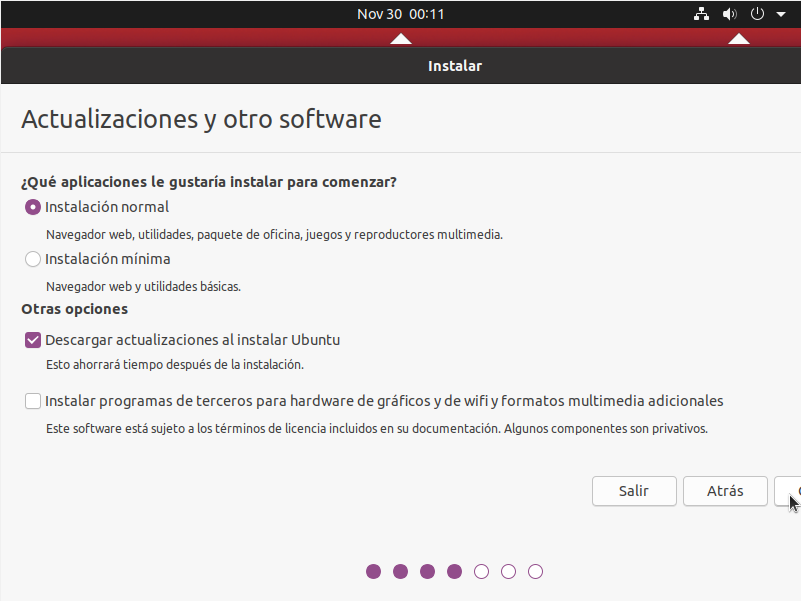 Nov 30 00:11
Instalar
Actualizaciones y otro software
¿Qué aplicaciones le gustaría instalar para comenzar?
Instalación normal
Navegador web, utilidades, paquete de oficina, juegos y reproductores multimedia.
Instalación mínima
Navegador web y utilidades básicas.
Otras opciones
Descargar actualizaciones al instalar Ubuntu
Esto ahorrará tiempo después de la instalación.
Instalar programas de terceros para hardware de gráficos y de wifi y formatos multimedia adicionales
Este software está sujeto a los términos de licencia incluidos en su documentación. Algunos componentes son privativos.
Salir Atrás